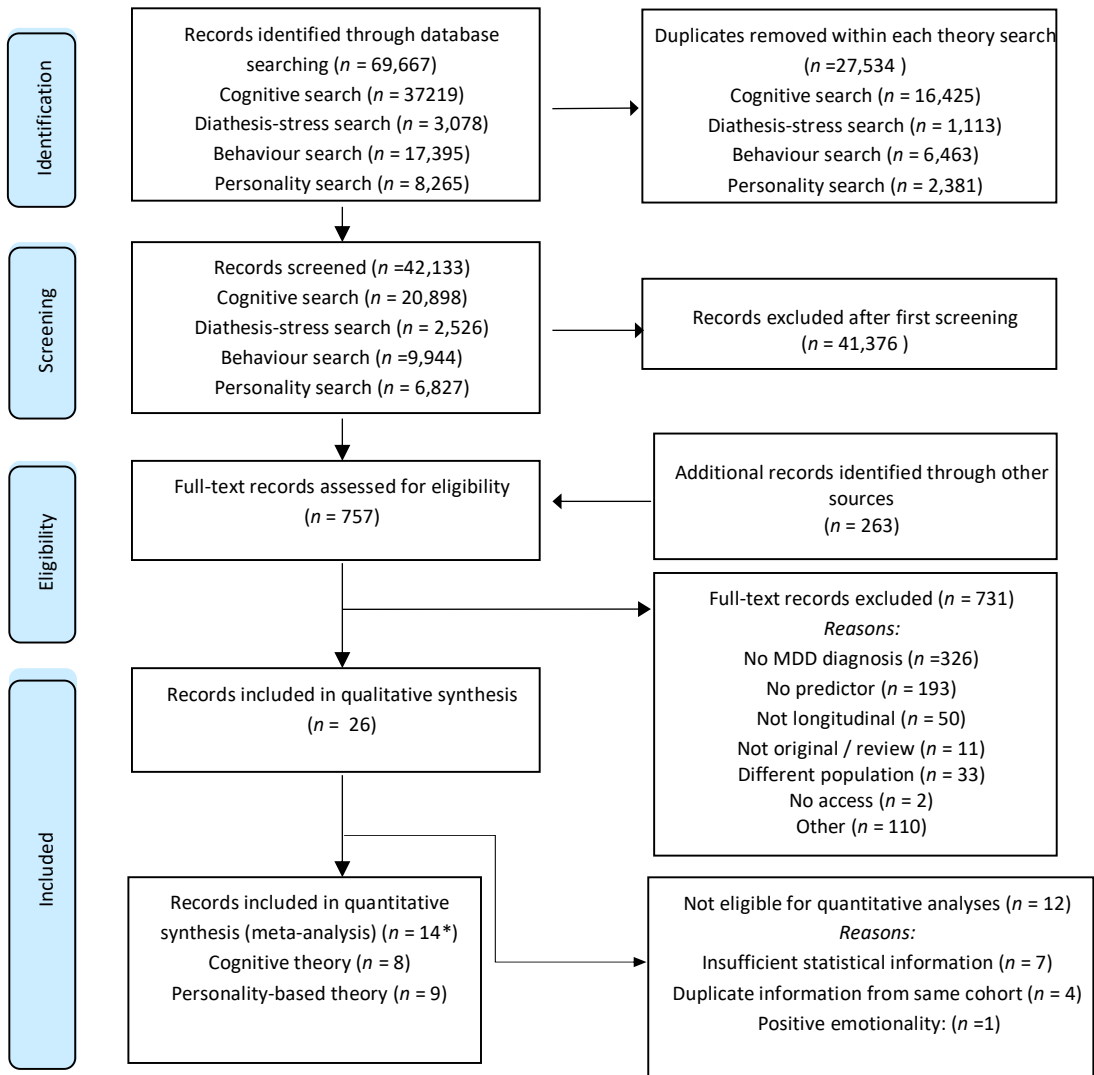 Identification
Records identified through database
searching (n = 69,667)
Cognitive search (n = 37219)
Diathesis-stress search (n = 3,078)
Behaviour search (n = 17,395)
Personality search (n = 8,265)
Duplicates removed within each theory search
(n =27,534 )
Cognitive search (n = 16,425)
Diathesis-stress search (n = 1,113)
Behaviour search (n = 6,463)
Personality search (n = 2,381)
Screening
Records screened (n =42,133)
Cognitive search (n = 20,898)
Diathesis-stress search (n = 2,526)
Behaviour search (n =9,944)
Personality search (n = 6,827)
Records excluded after first screening
(n = 41,376 )
Eligibility
Full-text records assessed for eligibility
(n = 757)
Additional records identified through other
sources
(n = 263)
Full-text records excluded (n = 731)
Reasons:
No MDD diagnosis (n =326)
No predictor (n = 193)
Not longitudinal (n = 50)
Not original / review (n = 11)
Different population (n = 33)
No access (n = 2)
Other (n = 110)
Included
Records included in qualitative synthesis
(n = 26)
Records included in quantitative
synthesis (meta-analysis) (n = 14*)
Cognitive theory (n = 8)
Personality-based theory (n = 9)
Not eligible for quantitative analyses (n = 12)
Reasons:
Insufficient statistical information (n = 7)
Duplicate information from same cohort (n = 4)
Positive emotionality: (n =1)